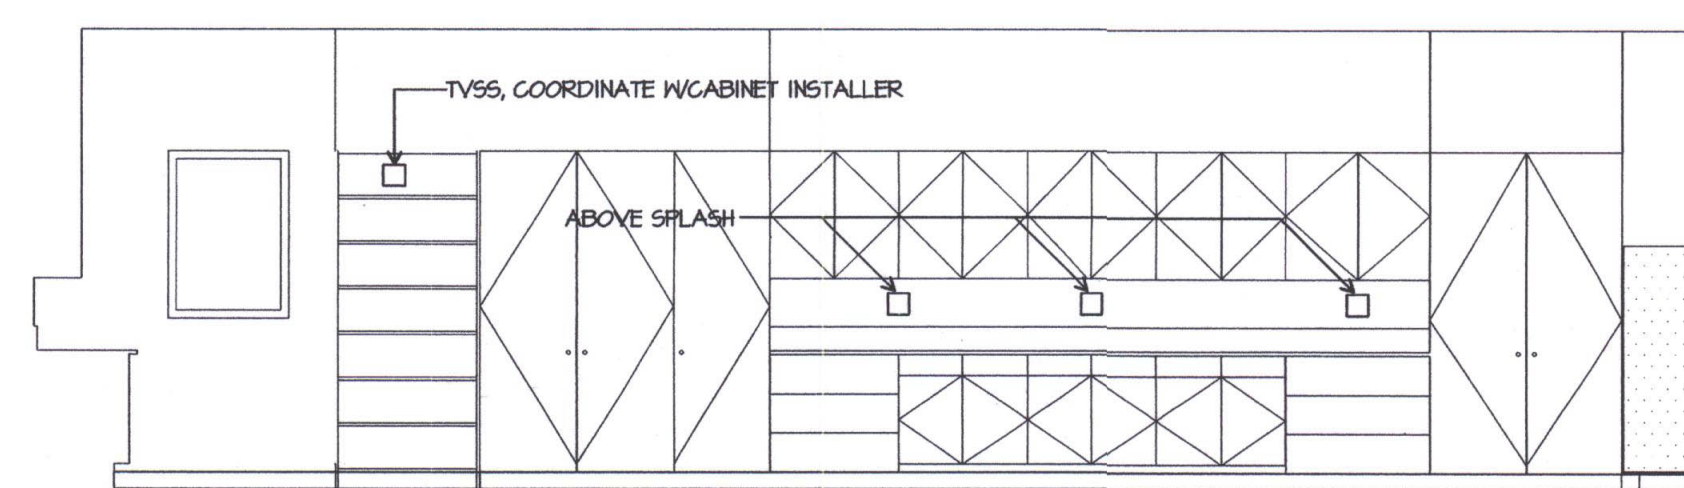 TVSS, COORDINATE W/CABINET INSTALLER
ABOVE SPLASH